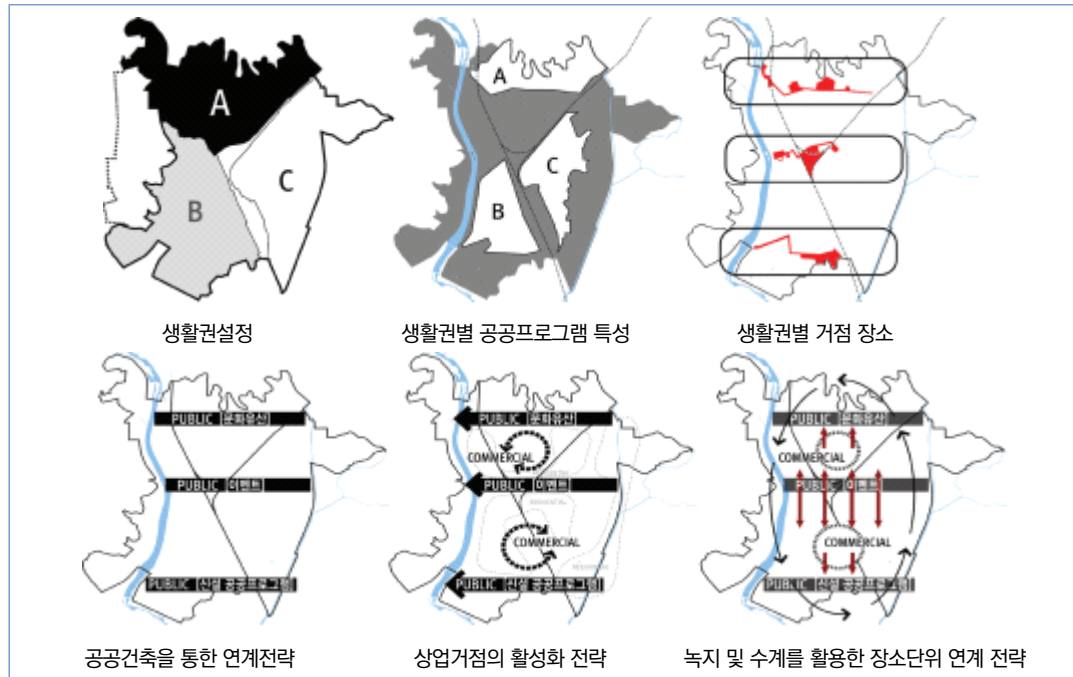 A
B
C
A
B
C
생활권설정
생활권별 공공프로그램 특성
생활권별 거점 장소
PUBLIC [문화유산]
PUBLIC [이벤트]
PUBLIC [신설 공공프로그램]
PUBLIC [문화유산]
COMMERCIAL
PUBLIC [이벤트]
COMMERCIAL
PUBLIC [신설 공공프로그램]
PUBLIC [문화유산]
COMMERCIAL
PUBLIC [이벤트]
COMMERCIAL
PUBLIC [신설 공공프로그램]
공공건축을 통한 연계전략
상업거점의 활성화 전략
녹지 및 수계를 활용한 장소단위 연계 전략